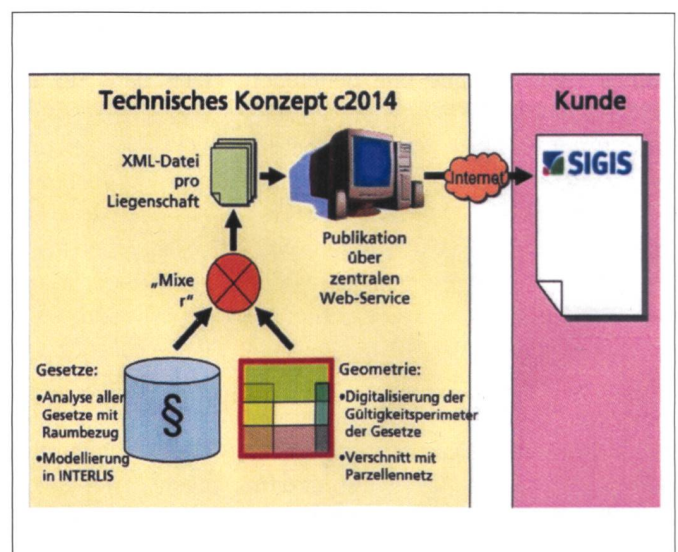 Technisches Konzept c2014
Kunde
XML-Datei
pro
Liegenschaft
Internet
SIGIS
Publikation
über
zentralen
Web-Service
„Mixe
r“
Gesetze:
•Analyse aller
Gesetze mit
Raumbezug
•Modellierung
in INTERLIS
§
Geometrie:
•Digitalisierung der
Gültigkeitsperimeter
der Gesetze
•Verschnitt mit
Parzellennetz